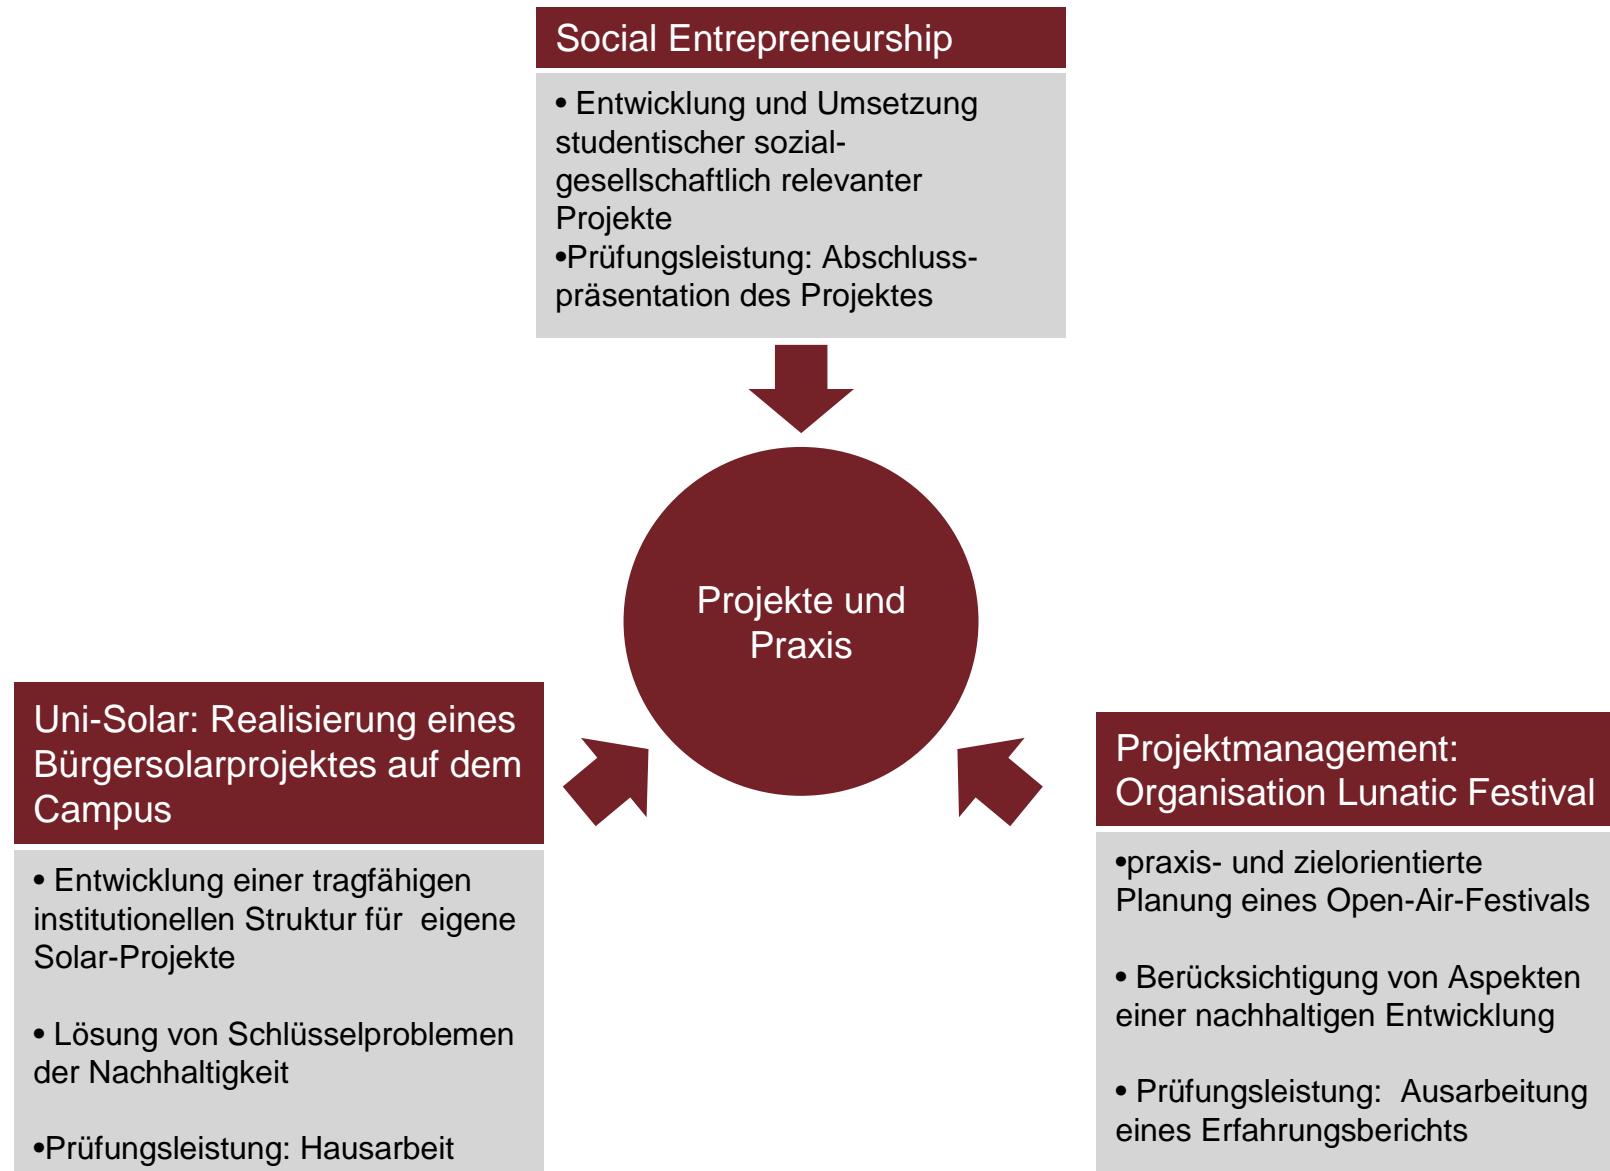 Social Entrepreneurship
• Entwicklung und Umsetzung
studentischer sozial-
gesellschaftlich relevanter
Projekte
•Prüfungsleistung: Abschluss-
präsentation des Projektes
Projekte und
Praxis
Uni-Solar: Realisierung eines
Bürgersolarprojektes auf dem
Campus
• Entwicklung einer tragfähigen
institutionellen Struktur für eigene
Solar-Projekte
• Lösung von Schlüsselproblemen
der Nachhaltigkeit
•Prüfungsleistung: Hausarbeit
Projektmanagement:
Organisation Lunatic Festival
•praxis- und zielorientierte
Planung eines Open-Air-Festivals
• Berücksichtigung von Aspekten
einer nachhaltigen Entwicklung
• Prüfungsleistung: Ausarbeitung
eines Erfahrungsberichts